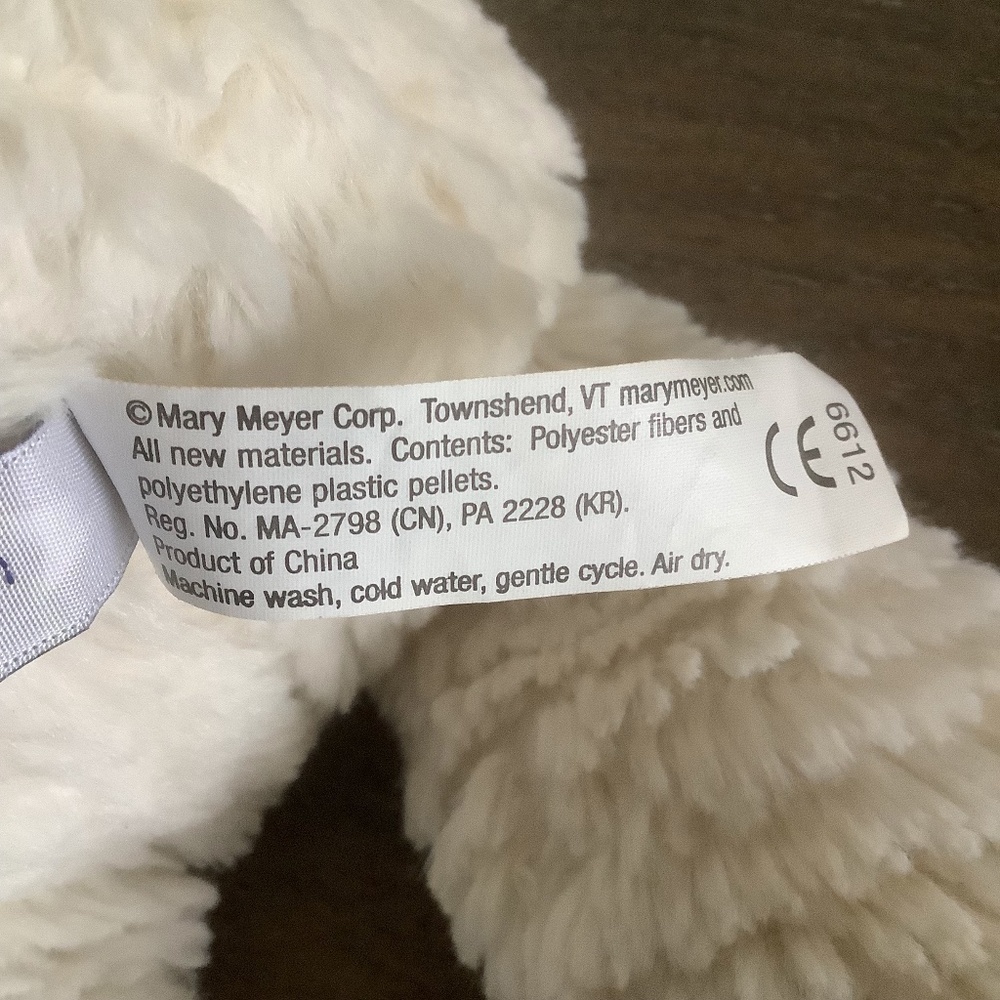 ©Mary Meyer Corp. Townshend, VT marymeyer.com
All new materials. Contents: Polyester fibers and
polyethylene plastic pellets.
Reg. No. MA-2798 (CN), PA 2228 (KR).
Product of China
Machine wash, cold water, gentle cycle. Air dry.
CE
6612